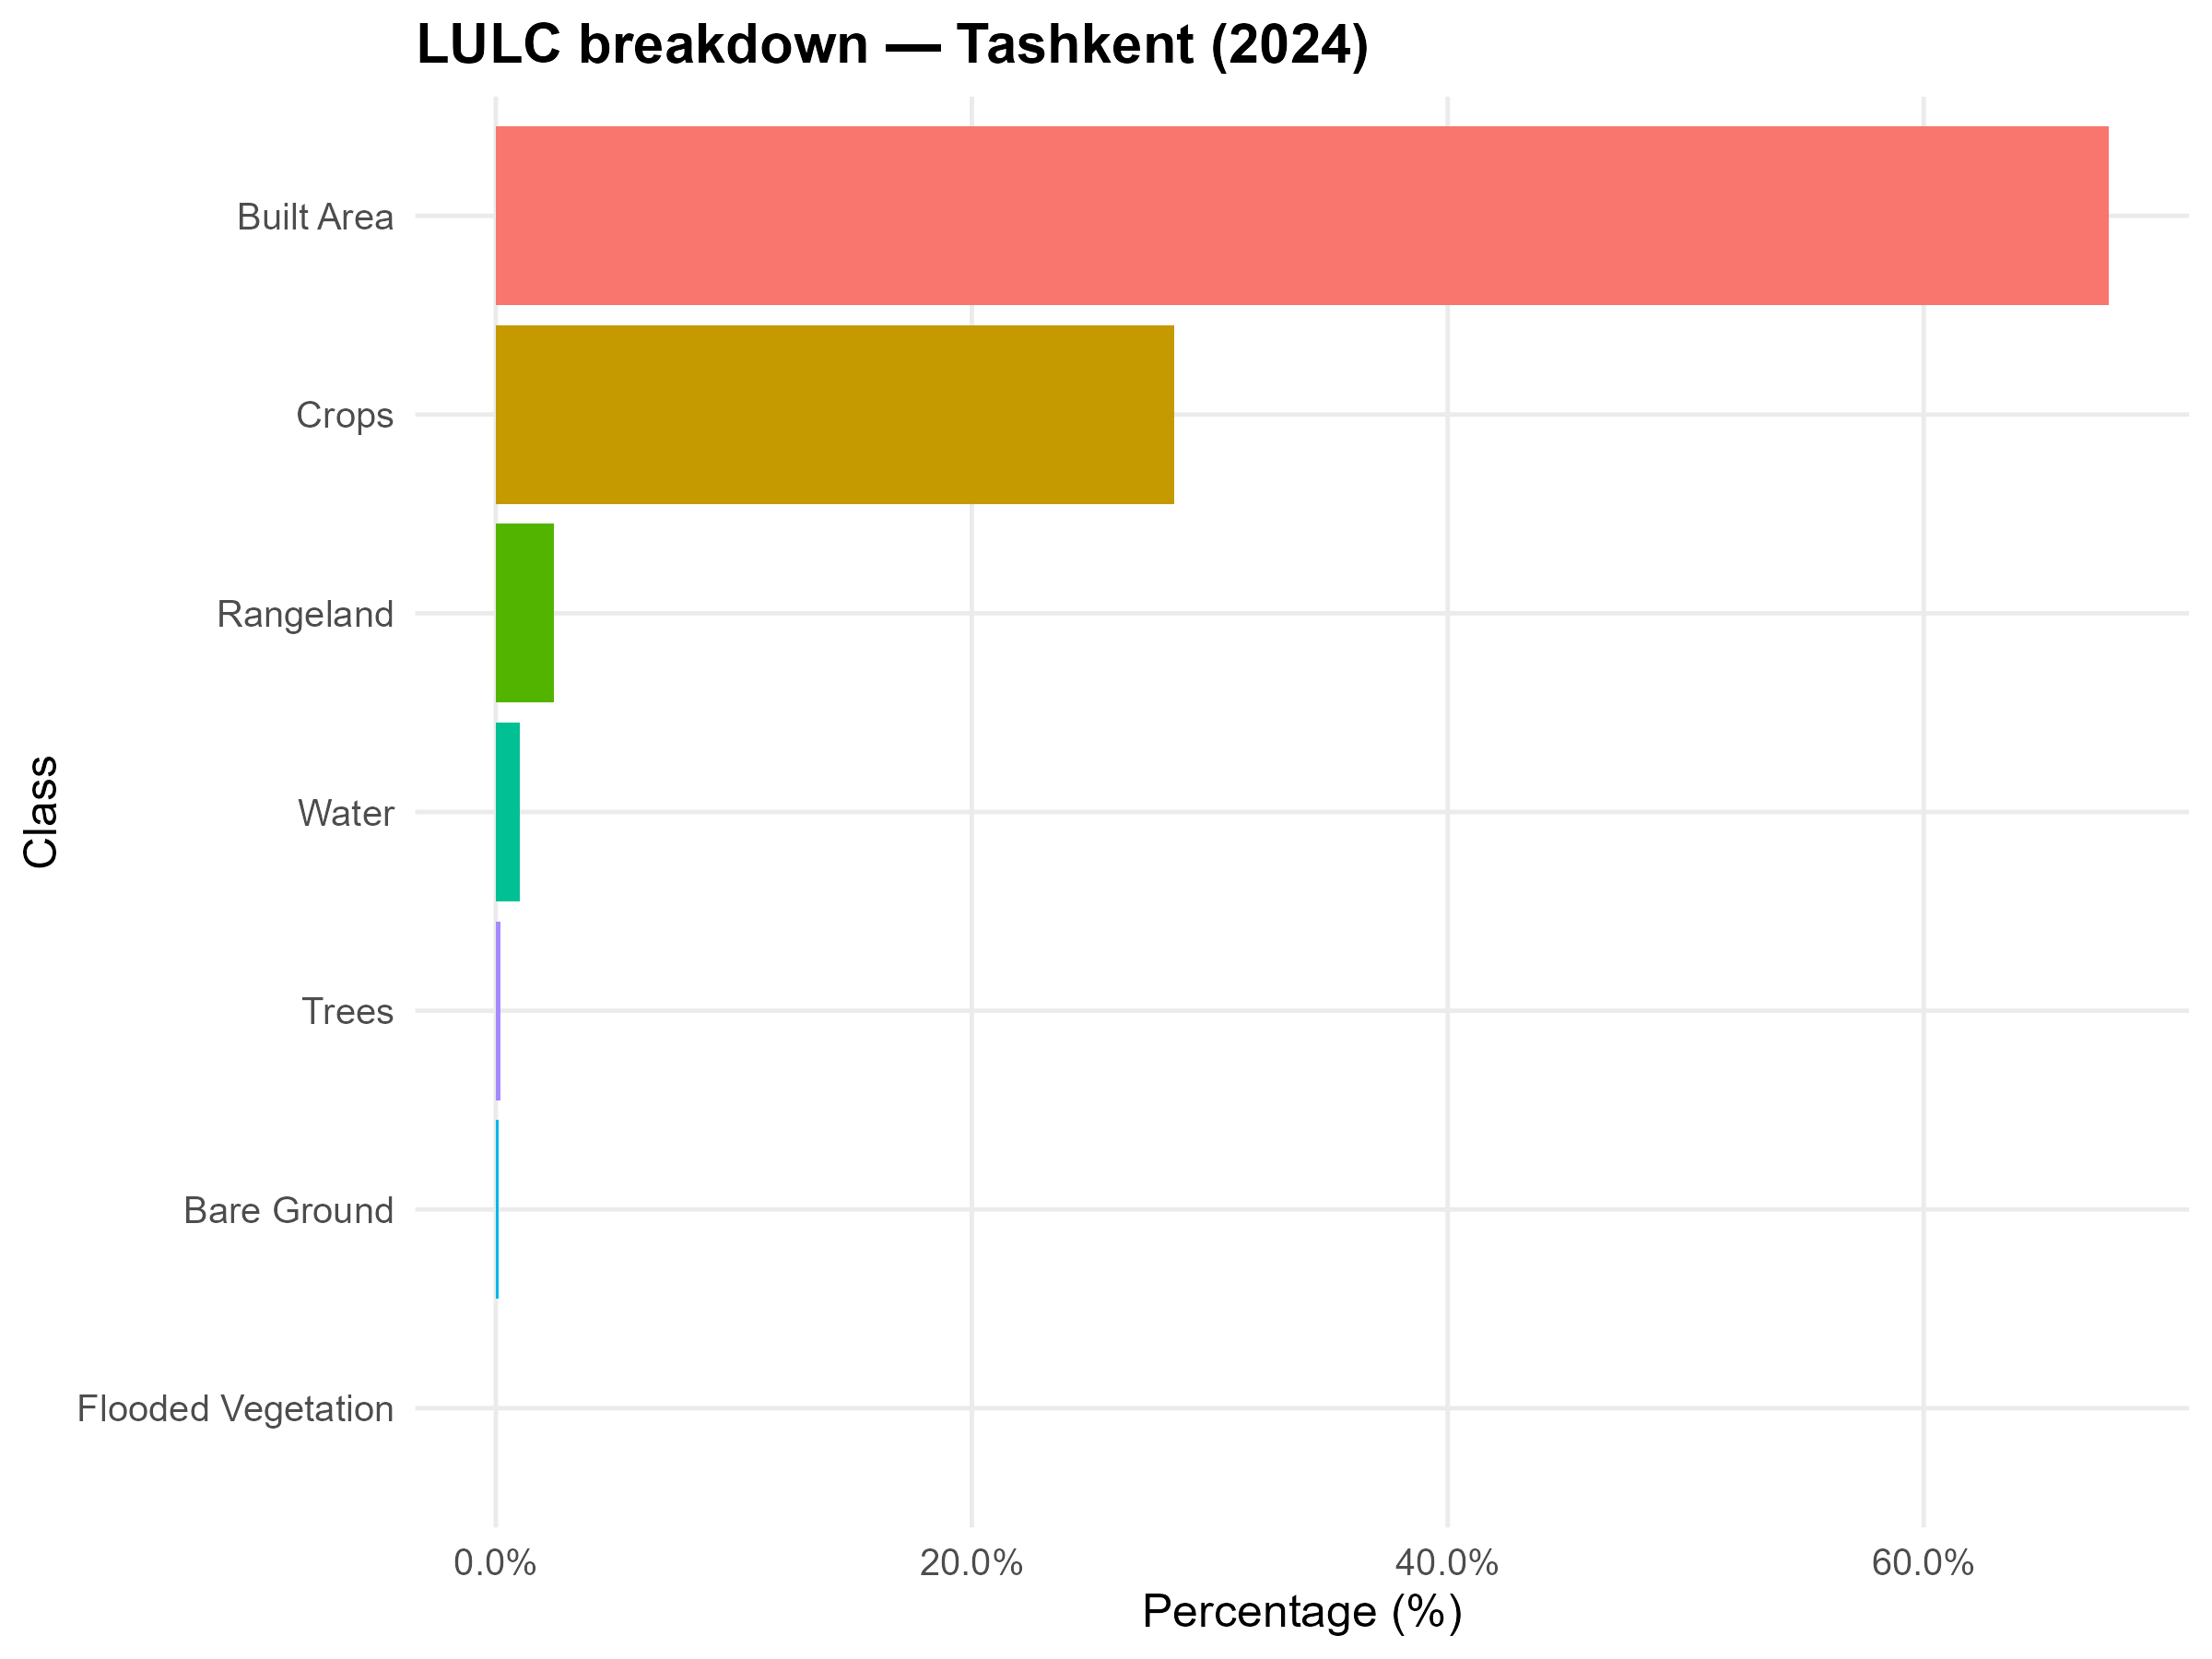 LULC breakdown — Tashkent (2024)
Built Area
Crops
Rangeland
Water
Trees
Bare Ground
Flooded Vegetation
Class
0.0% 20.0% 40.0% 60.0%
Percentage (%)